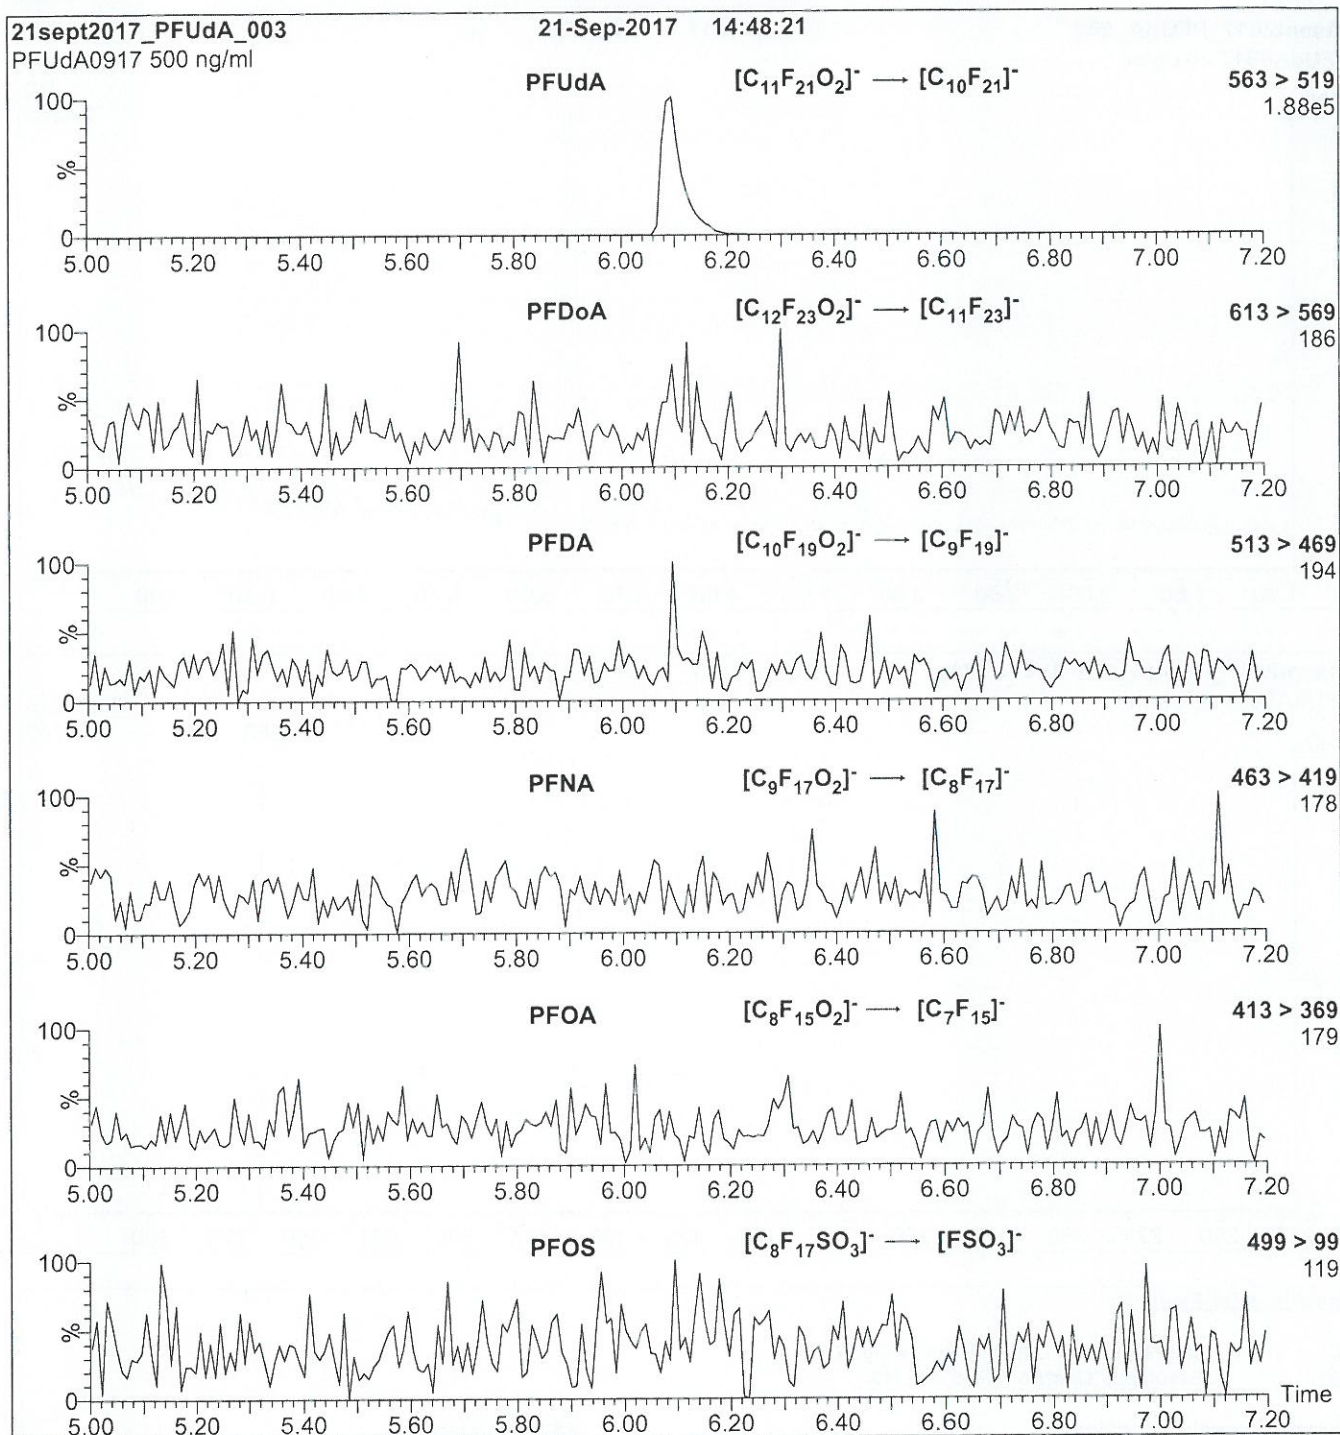 21sept2017_PFUdA_003 21-Sep-2017 14:48:21
PFUdA0917 500 ng/ml
PFUdA [C₁₁F₂₁O₂]⁻ → [C₁₀F₂₁]⁻ 563 > 519
1.88e5
100
%
0
5.00 5.20 5.40 5.60 5.80 6.00 6.20 6.40 6.60 6.80 7.00 7.20
PFDoA [C₁₂F₂₃O₂]⁻ → [C₁₁F₂₃]⁻ 613 > 569
186
100
%
0
5.00 5.20 5.40 5.60 5.80 6.00 6.20 6.40 6.60 6.80 7.00 7.20
PFDA [C₁₀F₁₉O₂]⁻ → [C₉F₁₉]⁻ 513 > 469
194
100
%
0
5.00 5.20 5.40 5.60 5.80 6.00 6.20 6.40 6.60 6.80 7.00 7.20
PFNA [C₉F₁₇O₂]⁻ → [C₈F₁₇]⁻ 463 > 419
178
100
%
0
5.00 5.20 5.40 5.60 5.80 6.00 6.20 6.40 6.60 6.80 7.00 7.20
PFOA [C₈F₁₅O₂]⁻ → [C₇F₁₅]⁻ 413 > 369
179
100
%
0
5.00 5.20 5.40 5.60 5.80 6.00 6.20 6.40 6.60 6.80 7.00 7.20
PFOS [C₈F₁₇SO₃]⁻ → [FSO₃]⁻ 499 > 99
119
100
%
0
Time
5.00 5.20 5.40 5.60 5.80 6.00 6.20 6.40 6.60 6.80 7.00 7.20